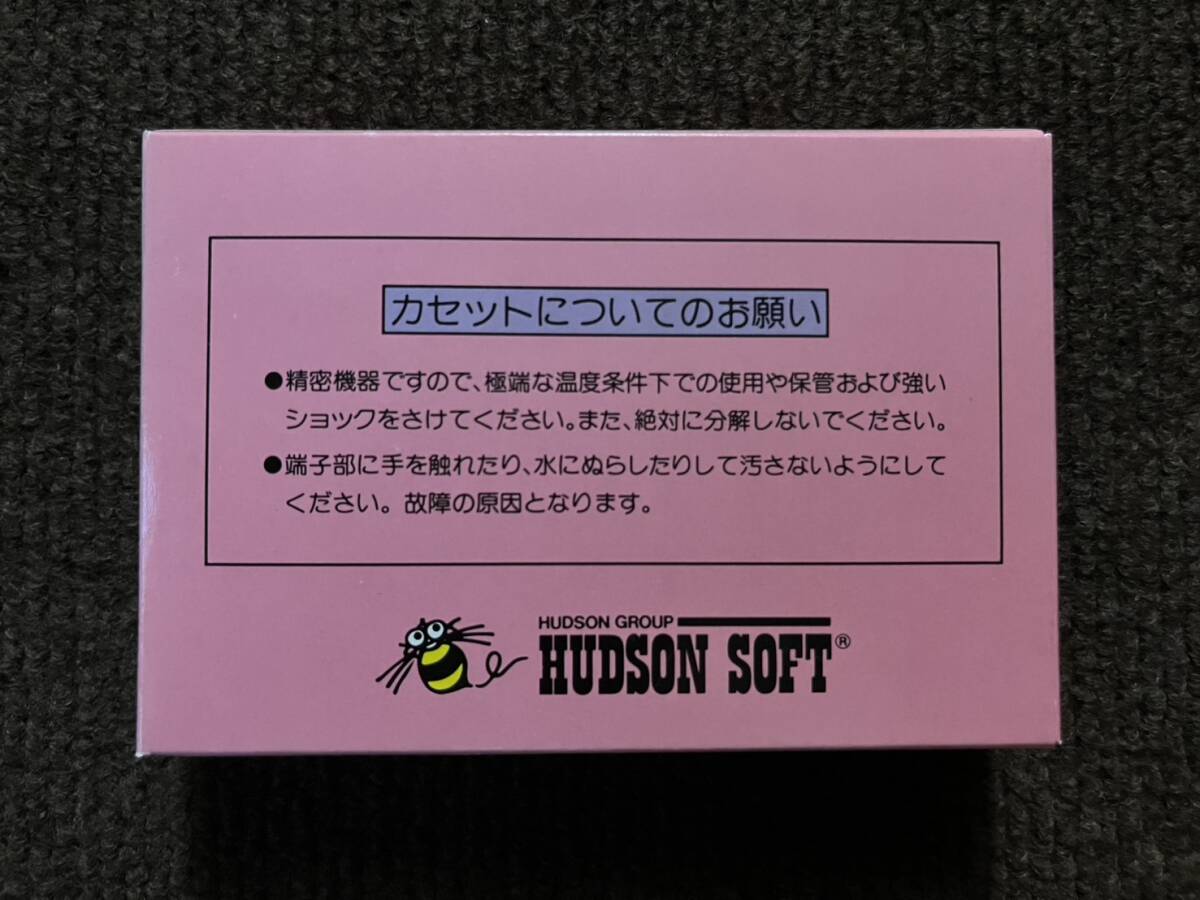 カセットについてのお願い
●精密機器ですので、極端な温度条件下での使用や保管および強い
ショックをさけてください。また、絶対に分解しないでください。
●端子部に手を触れたり、水にぬらしたりして汚さないようにして
ください。故障の原因となります。
HUDSON GROUP
HUDSON SOFT®